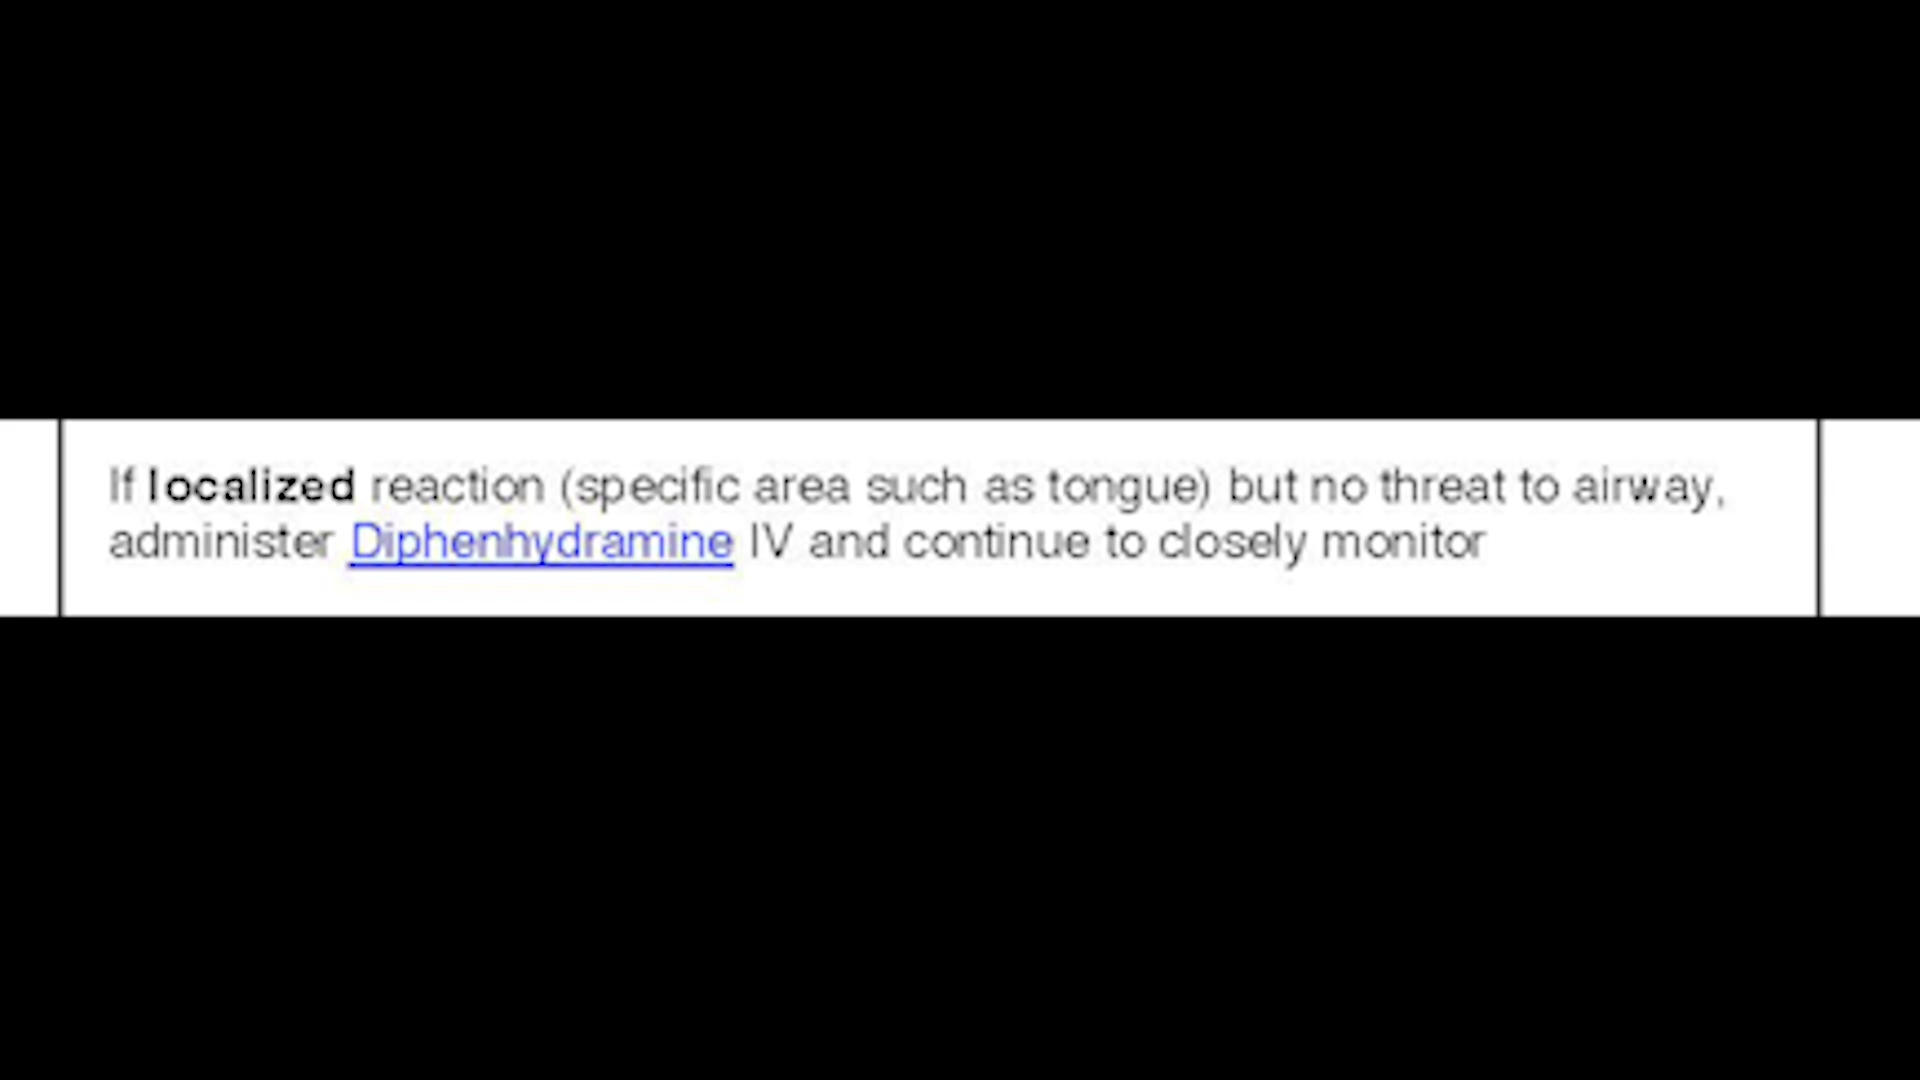 If localized reaction (specific area such as tongue) but no threat to airway,
administer Diphenhydramine IV and continue to closely monitor